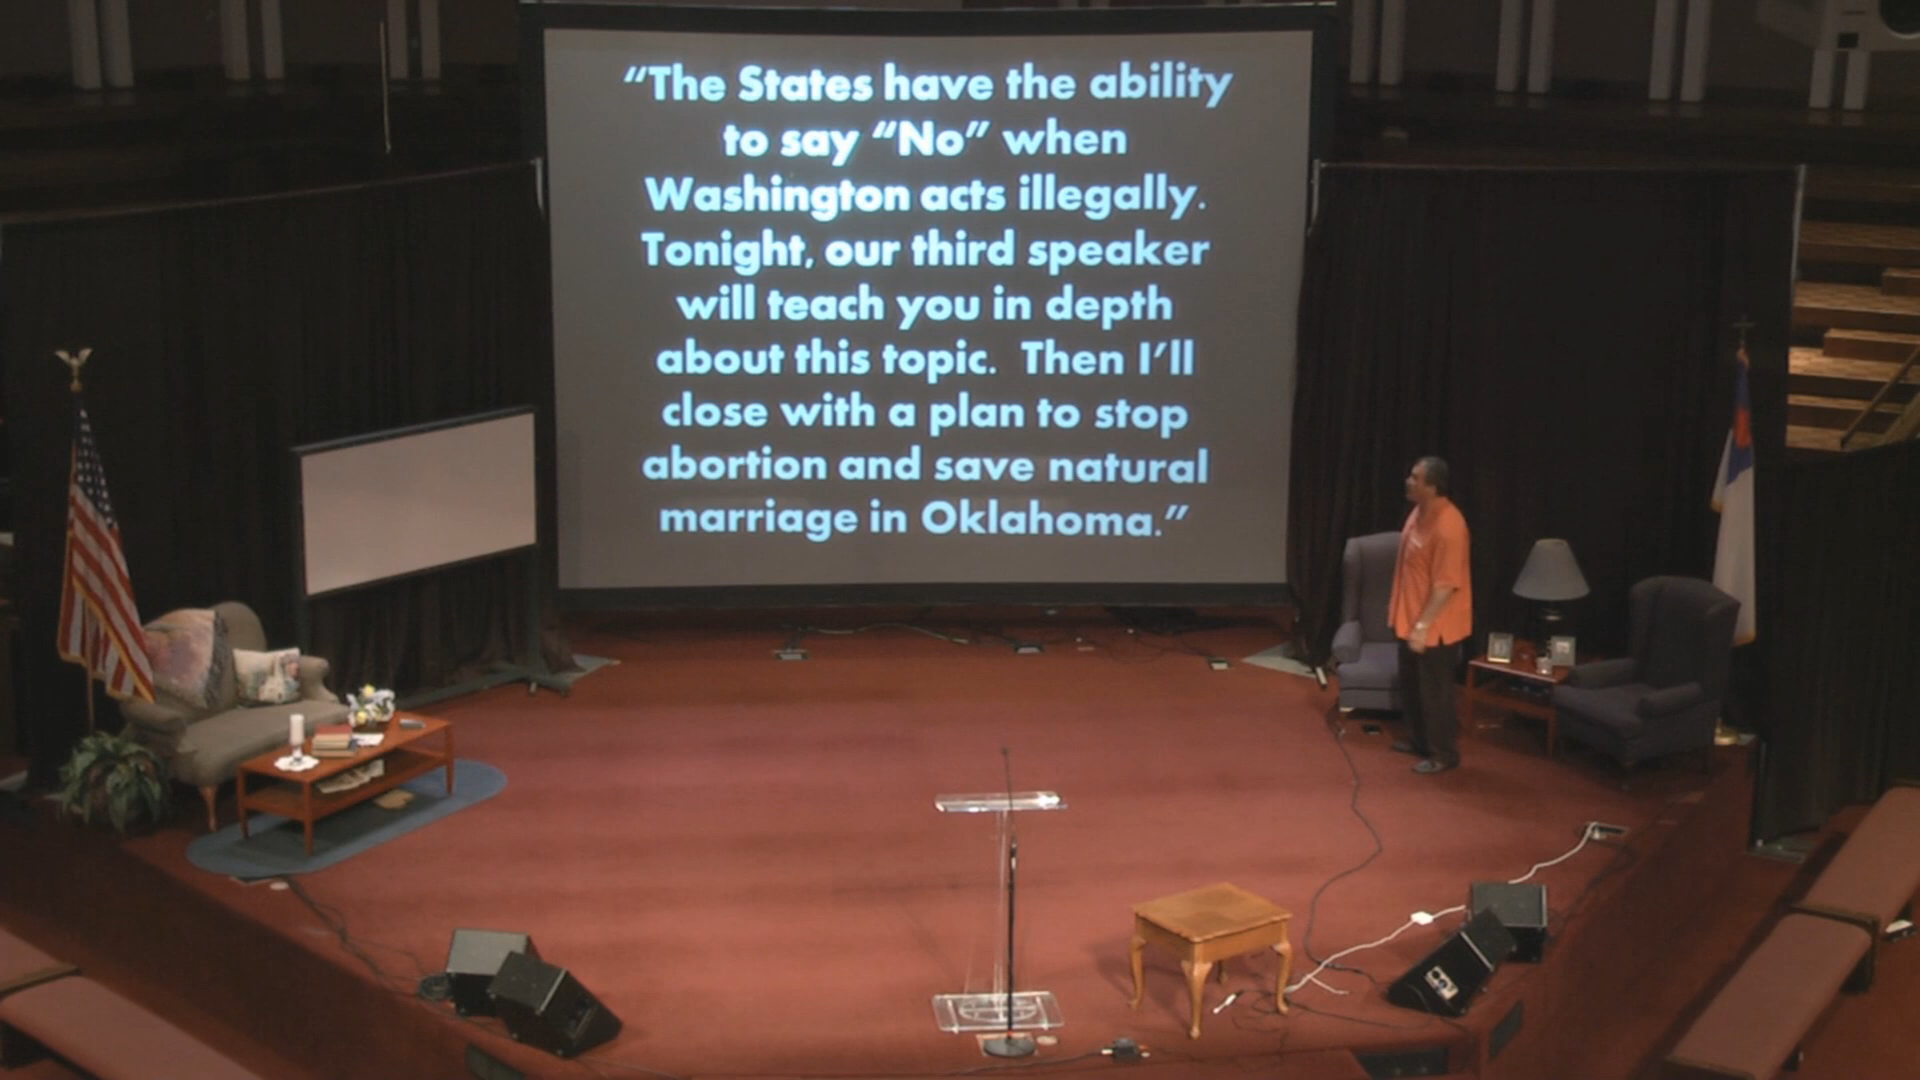 “The States have the ability
to say “No” when
Washington acts illegally.
Tonight, our third speaker
will teach you in depth
about this topic.  Then I’ll
close with a plan to stop
abortion and save natural
marriage in Oklahoma.”